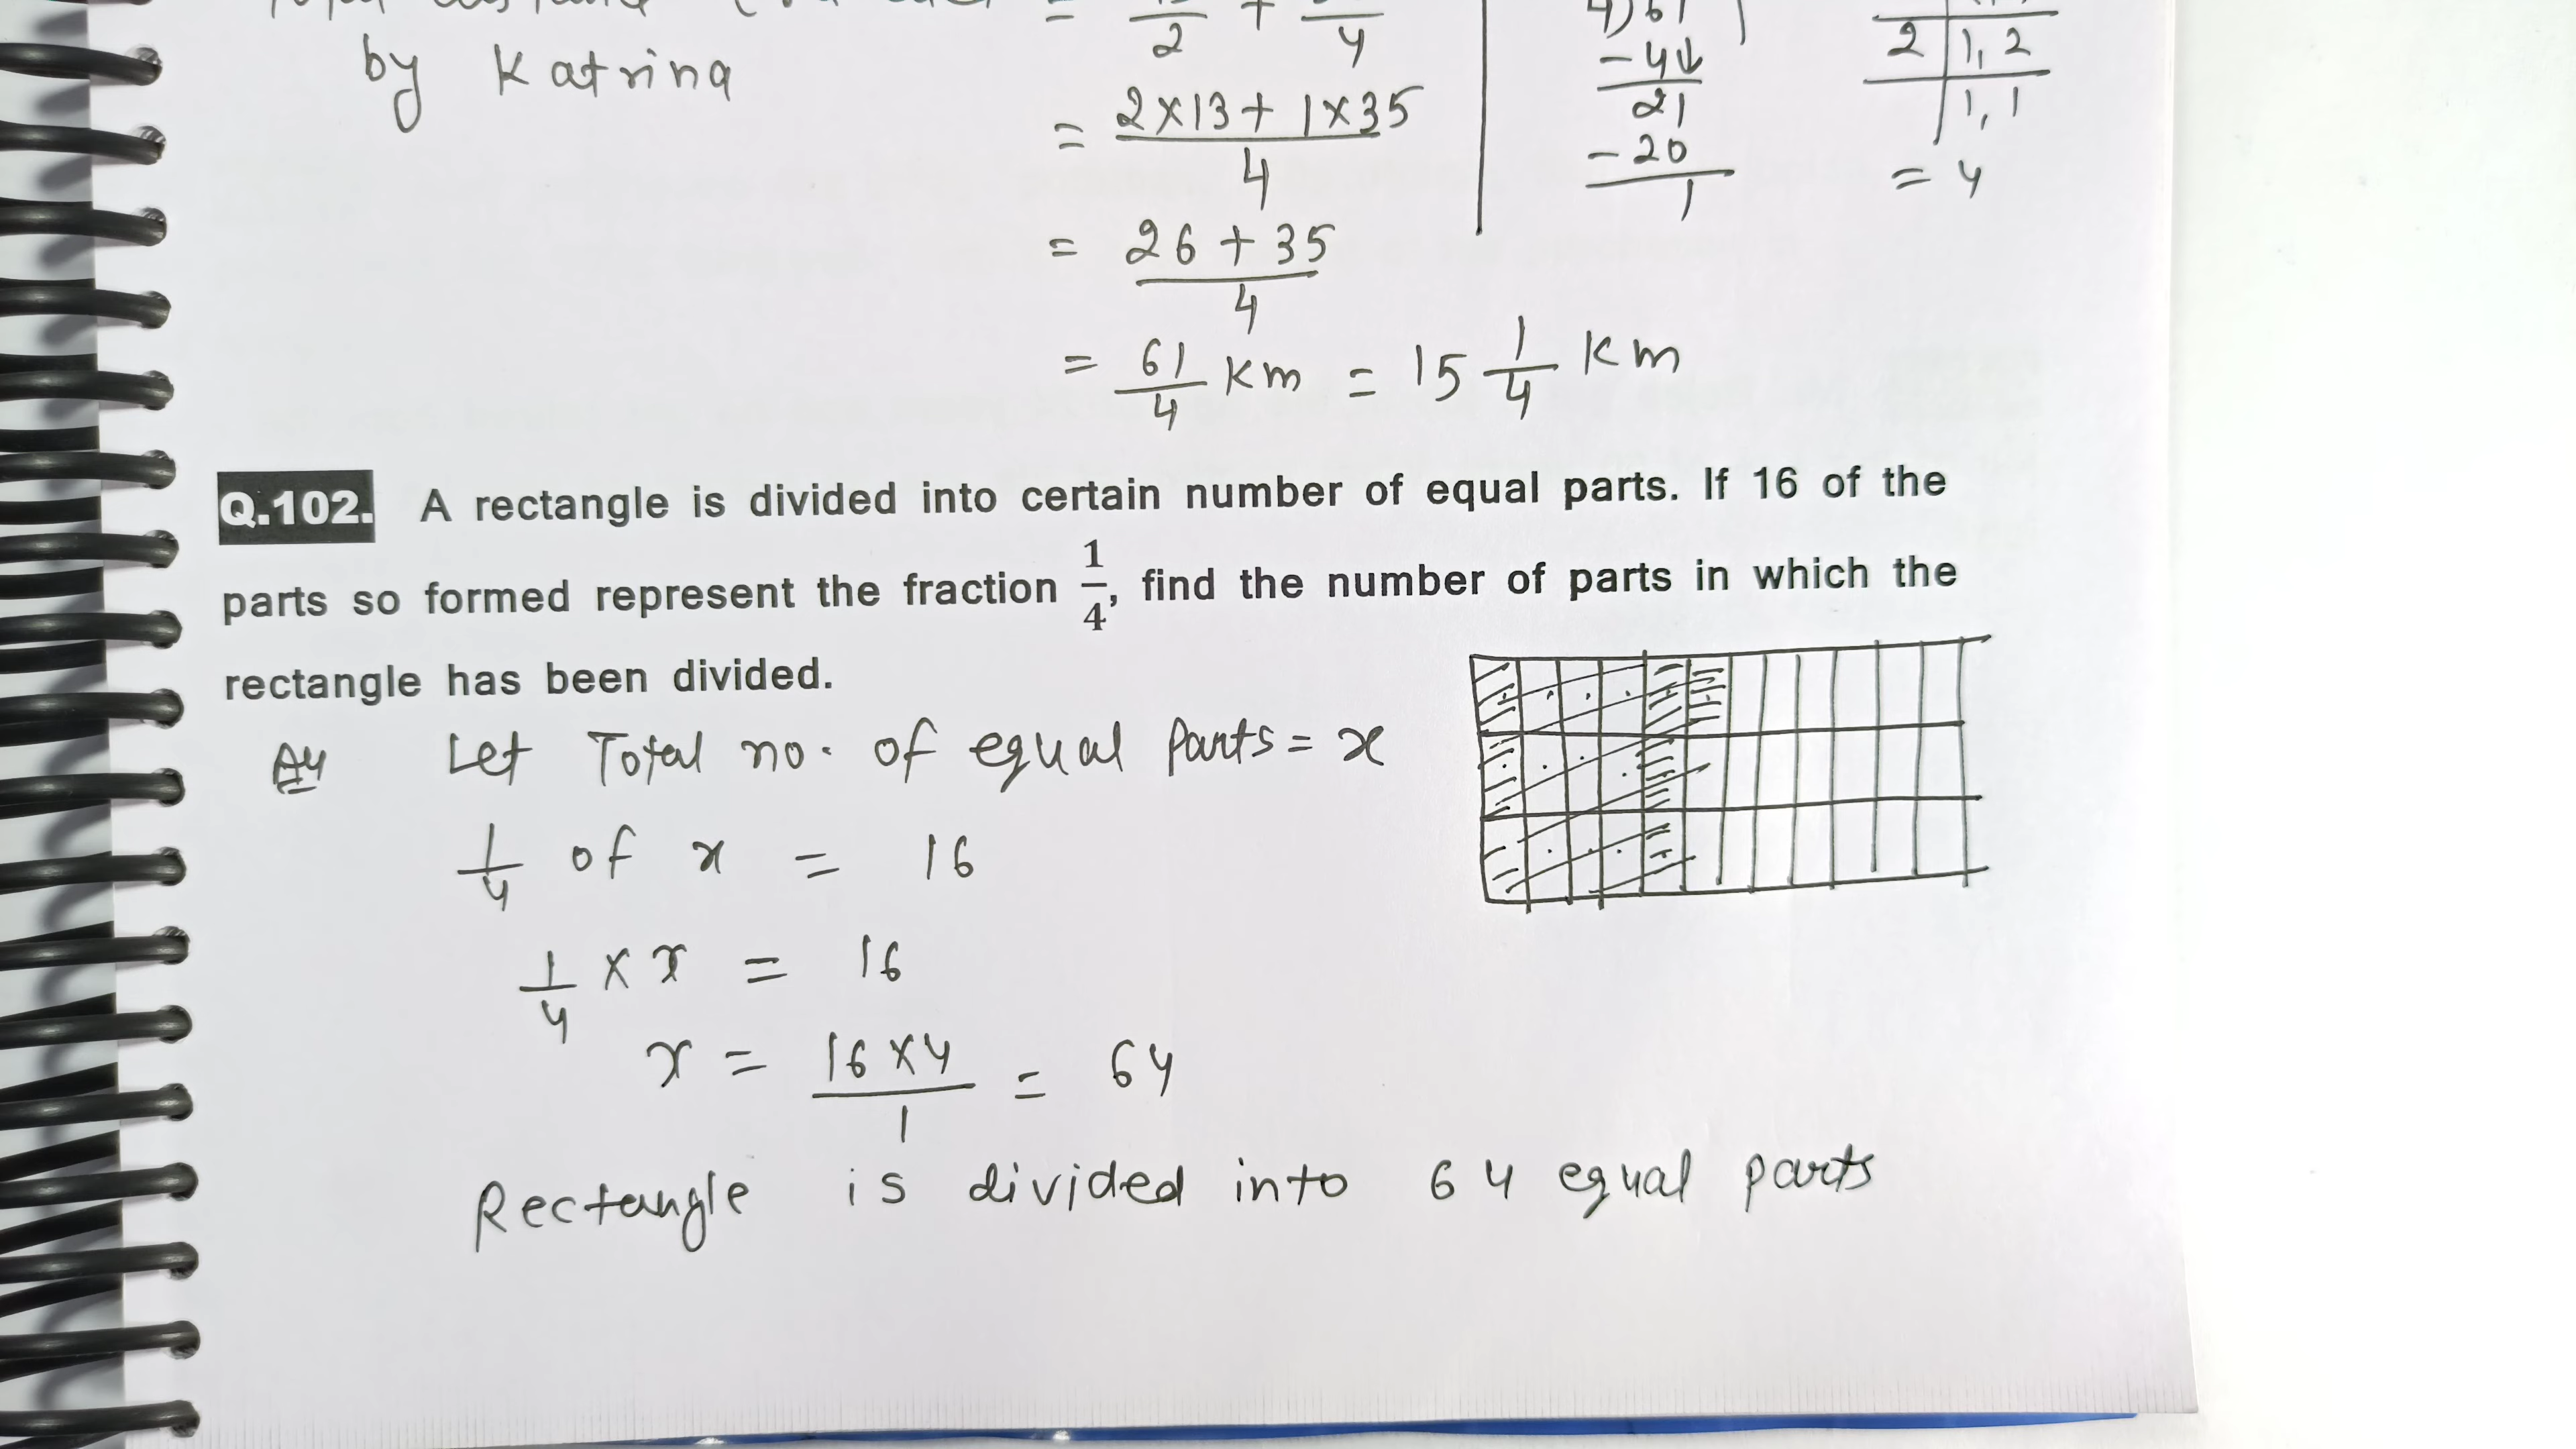 by Katrina
= /2 + /4
= 2×13 + 1×35 / 4
= 26 + 35 / 4
= 61/4 km = 15 1/4 km
4)61
-4↓
21
-20
1
2 | 1, 2
1, 1
= 4
Q.102. A rectangle is divided into certain number of equal parts. If 16 of the
parts so formed represent the fraction 1/4, find the number of parts in which the
rectangle has been divided.
Let Total no. of equal Parts = x
1/4 of x = 16
1/4 × x = 16
x = 16×4/1 = 64
Rectangle is divided into 64 equal parts